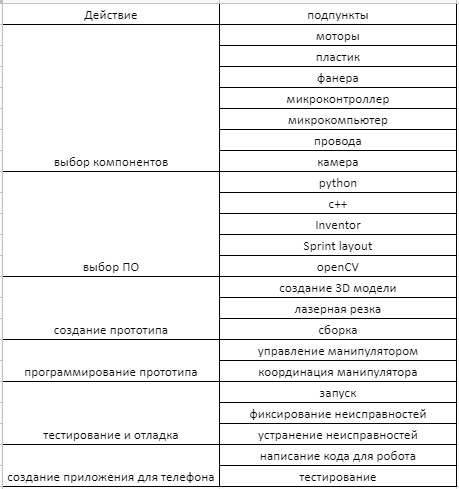 Действие подпункты
моторы
пластик
фанера
микроконтроллер
микрокомпьютер
провода
выбор компонентов камера
python
c++
Inventor
Sprint layout
выбор ПО openCV
создание 3D модели
лазерная резка
создание прототипа сборка
управление манипулятором
программирование прототипа координация манипулятора
запуск
фиксирование неисправностей
тестирование и отладка устранение неисправностей
написание кода для робота
создание приложения для телефона тестирование